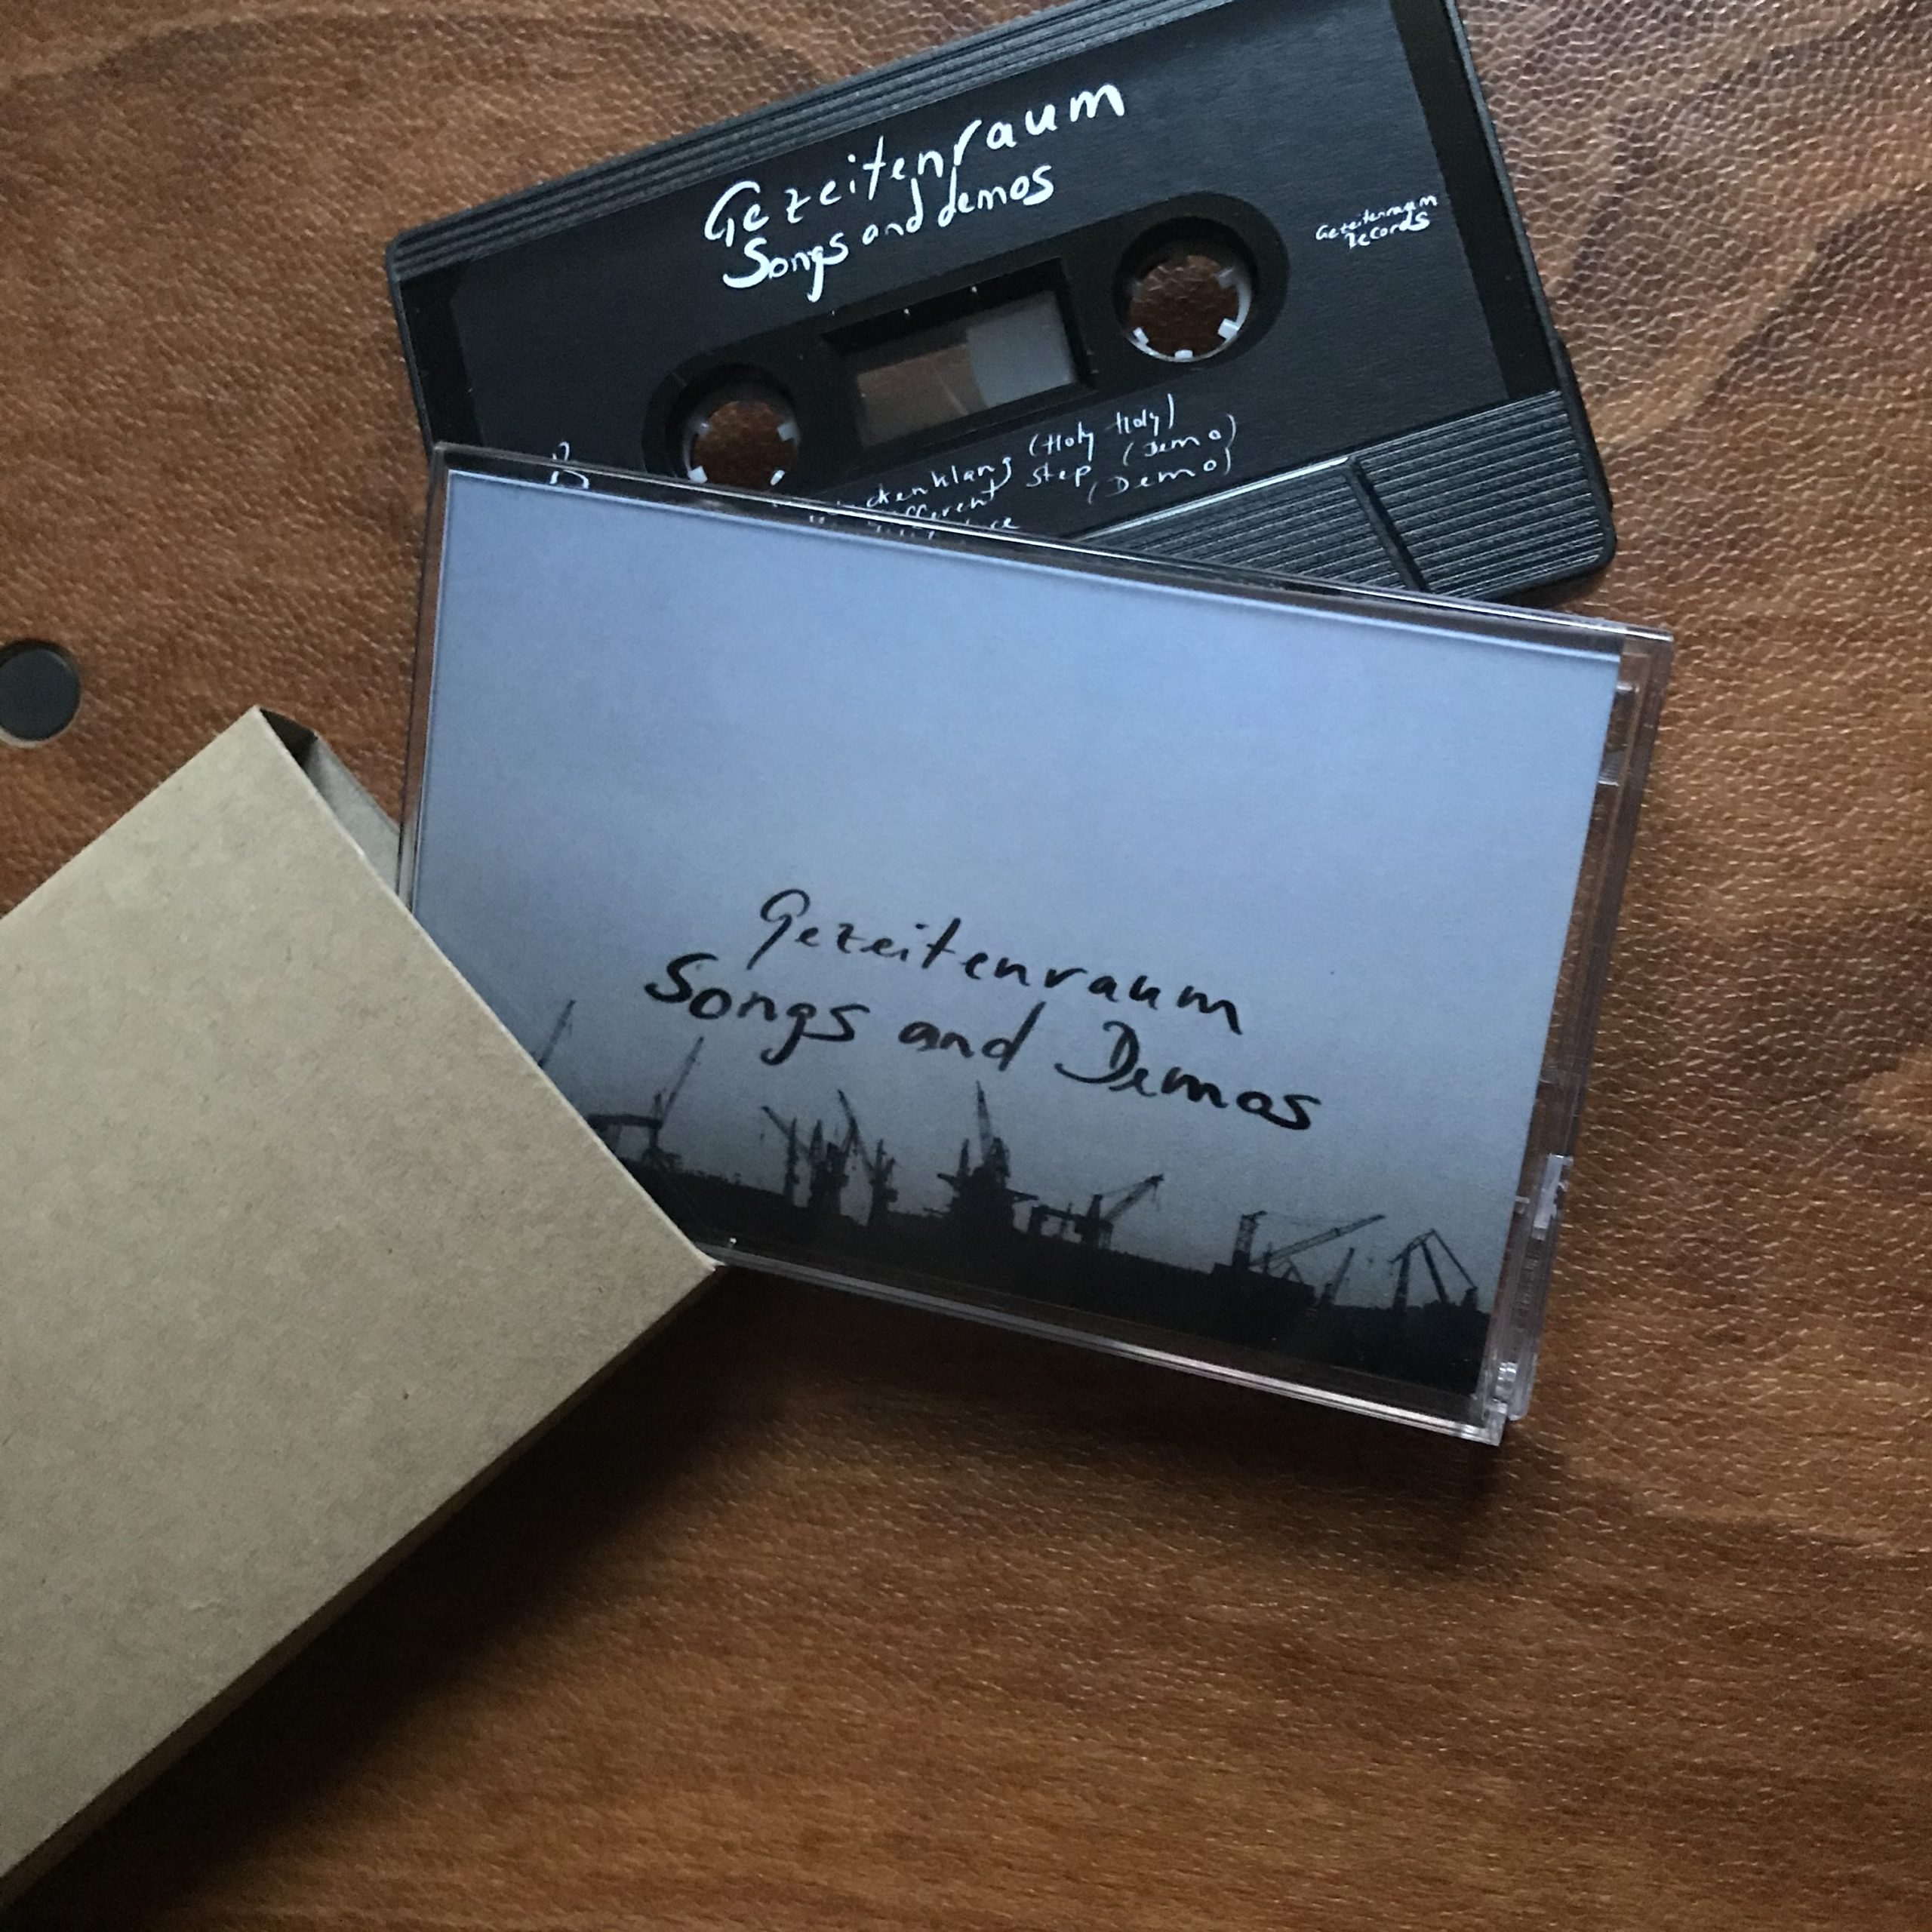 Gezeitenraum
Songs and demos
Gezeitenraum
Records
B
(Holy Holy)
Step (Demo)
(Demo)
Gezeitenraum
Songs and Demos